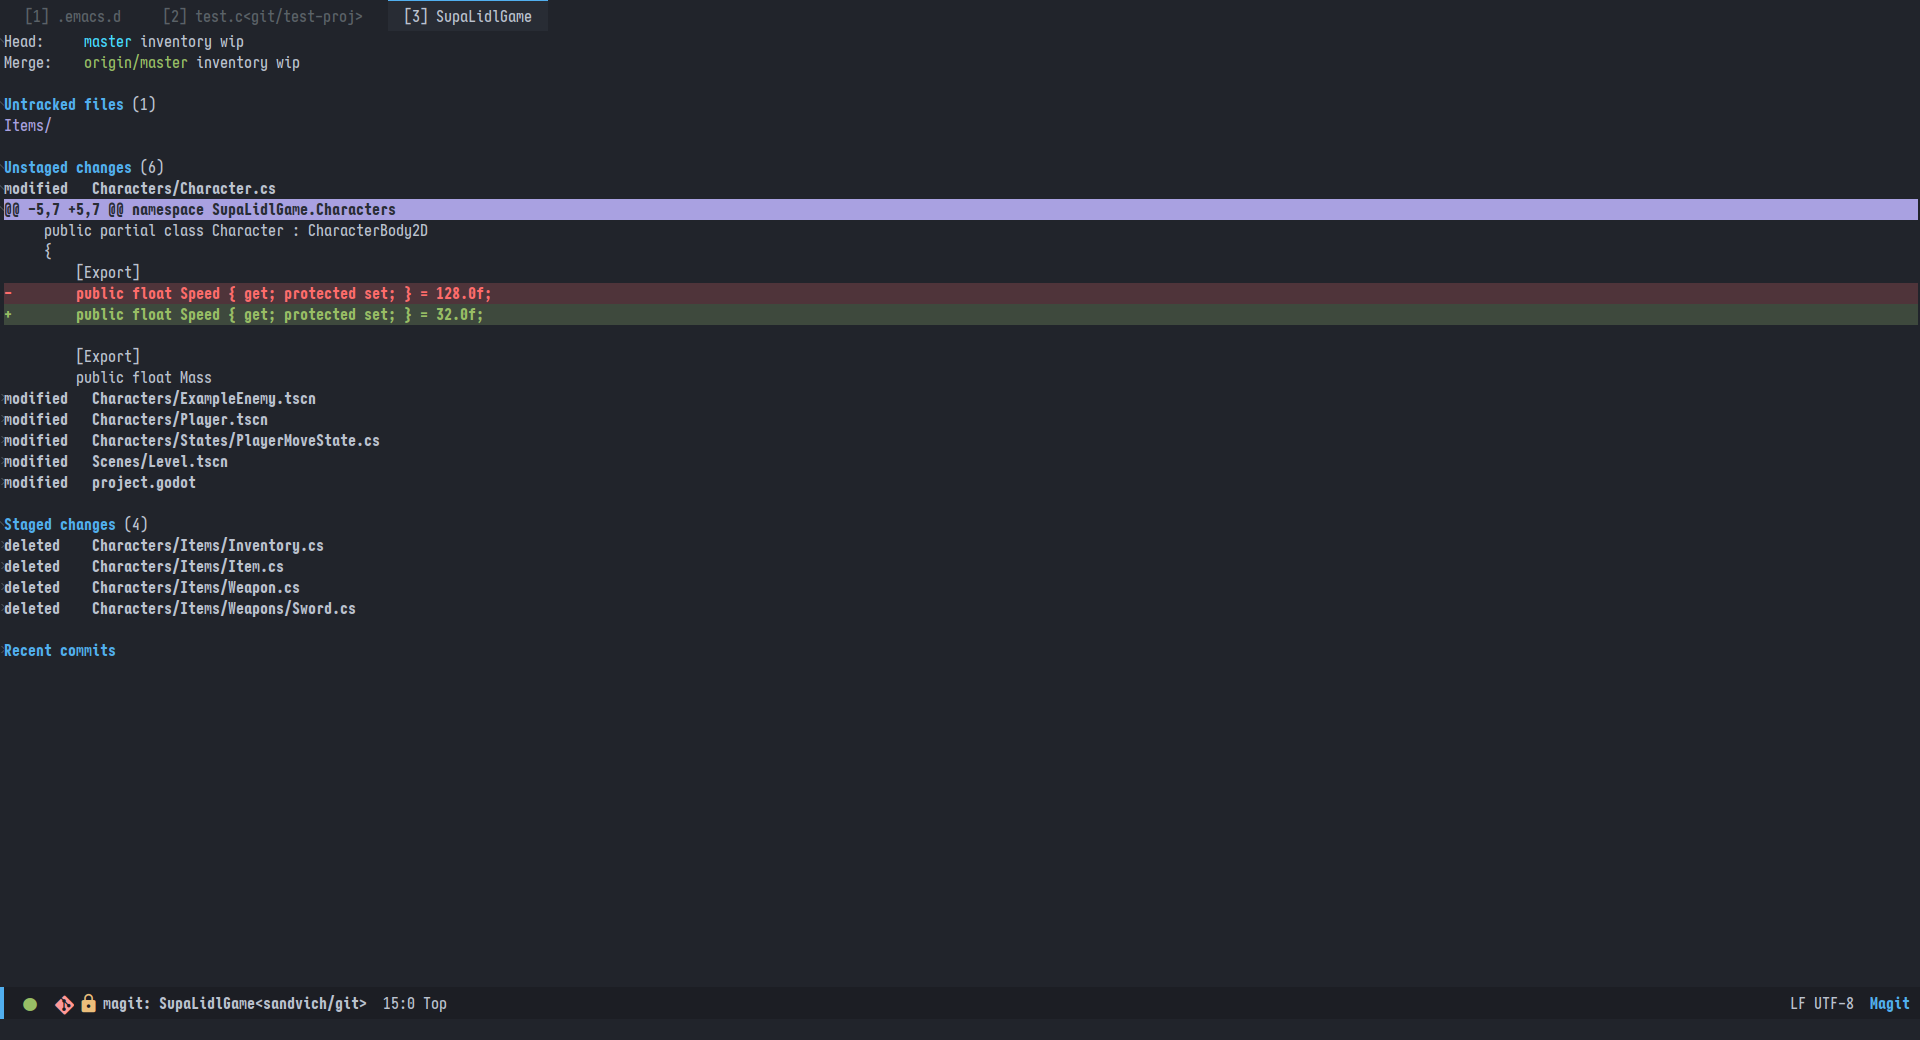 [1] .emacs.d [2] test.c<git/test-proj> [3] SupaLidlGame
Head: master inventory wip
Merge: origin/master inventory wip
Untracked files (1)
Items/
Unstaged changes (6)
modified Characters/Character.cs
@@ -5,7 +5,7 @@ namespace SupaLidlGame.Characters
public partial class Character : CharacterBody2D
{
[Export]
- public float Speed { get; protected set; } = 128.0f;
+ public float Speed { get; protected set; } = 32.0f;
[Export]
public float Mass
modified Characters/ExampleEnemy.tscn
modified Characters/Player.tscn
modified Characters/States/PlayerMoveState.cs
modified Scenes/Level.tscn
modified project.godot
Staged changes (4)
deleted Characters/Items/Inventory.cs
deleted Characters/Items/Item.cs
deleted Characters/Items/Weapon.cs
deleted Characters/Items/Weapons/Sword.cs
Recent commits
magit: SupaLidlGame<sandvich/git> 15:0 Top LF UTF-8 Magit